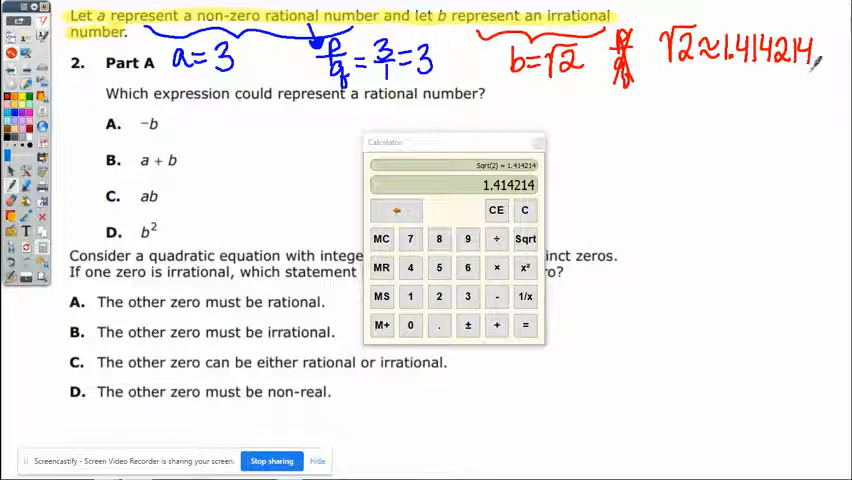 Let a represent a non-zero rational number and let b represent an irrational
number.
a = 3
p/q = 3/1 = 3
b = √2
p/q
√2 ≈ 1.414214
2. Part A
Which expression could represent a rational number?
A. ⁻b
B. a + b
C. ab
D. b²
Calculator
Sqrt(2) = 1.414214
1.414214
CE C
MC 7 8 9 ÷ Sqrt
MR 4 5 6 × x²
MS 1 2 3 - 1/x
M+ 0 . ± + =
Consider a quadratic equation with intege inct zeros.
If one zero is irrational, which statement ero?
A. The other zero must be rational.
B. The other zero must be irrational.
C. The other zero can be either rational or irrational.
D. The other zero must be non-real.
Screencastify - Screen Video Recorder is sharing your screen.
Stop sharing
hide